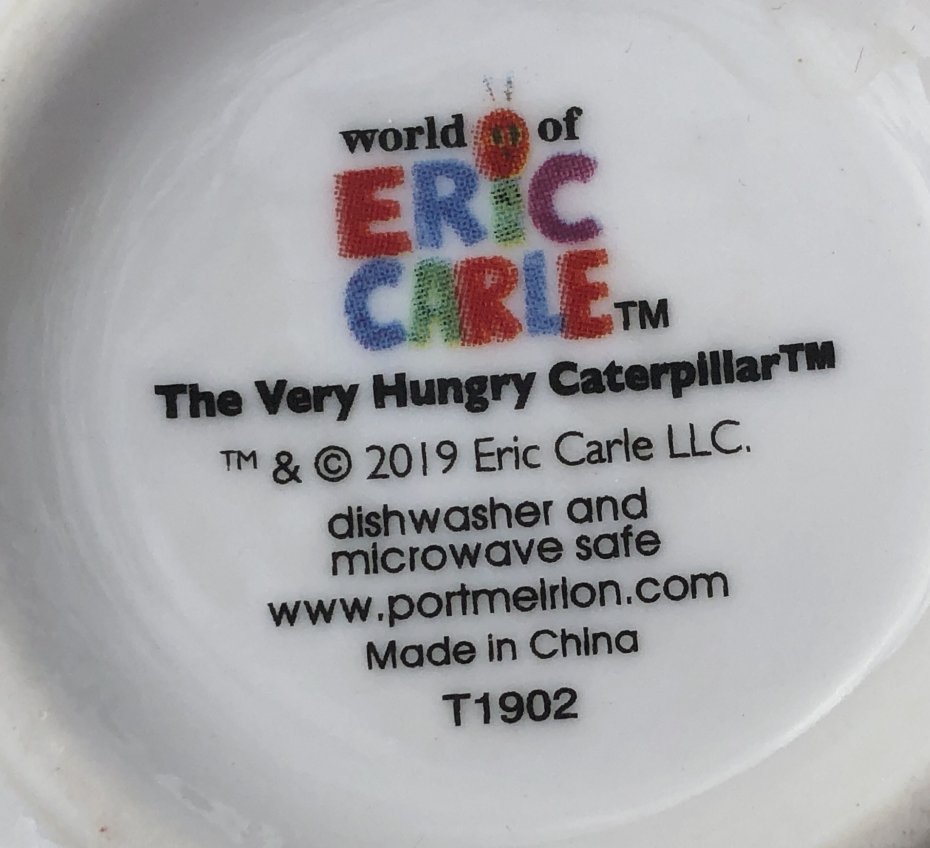 world of
ERiC
CARLE™
The Very Hungry Caterpillar™
™ & © 2019 Eric Carle LLC.
dishwasher and
microwave safe
www.portmeirion.com
Made in China
T1902